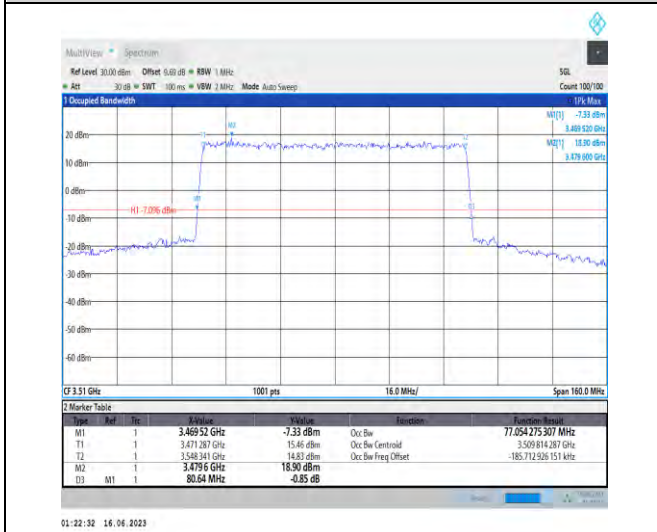 MultiView Spectrum
Ref Level 30.00 dBm Offset 0.60 dB RBW 1 MHz SGL
Att 30 dB SWT 100 ms VBW 2 MHz Mode Auto Sweep Count 100/100
1 Occupied Bandwidth 1Pk Max
M1[1] -7.33 dBm
3.469 520 GHz
M2[1] 18.90 dBm
3.479 600 GHz
M2
T1
T2
20 dBm
10 dBm
0 dBm
M1
H1 -7.096 dBm
D3
-10 dBm
-20 dBm
-30 dBm
-40 dBm
-50 dBm
-60 dBm
CF 3.51 GHz 1001 pts 16.0 MHz/ Span 160.0 MHz
2 Marker Table
Type Ref Trc X-Value Y-Value Function Function Result
M1 1 3.469 52 GHz -7.33 dBm Occ Bw 77.054 275 307 MHz
T1 1 3.471 287 GHz 15.46 dBm Occ Bw Centroid 3.509 814 287 GHz
T2 1 3.548 341 GHz 14.83 dBm Occ Bw Freq Offset -185.712 926 151 kHz
M2 1 3.479 6 GHz 18.90 dBm
D3 M1 1 80.64 MHz -0.85 dB
01:22:32 16.06.2023